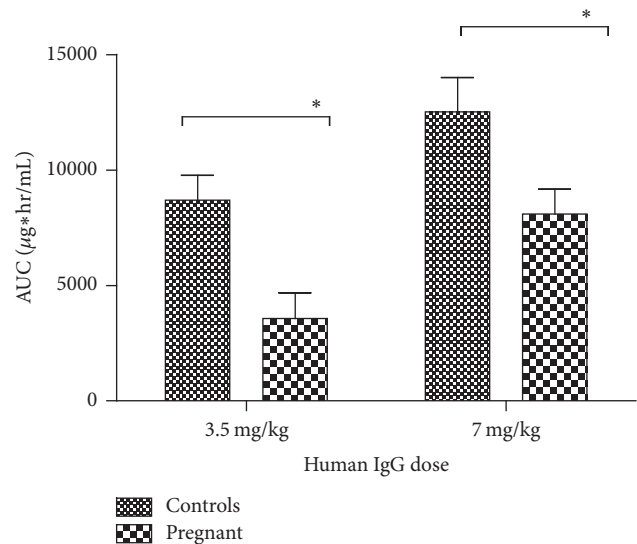 *
15000
*
10000
5000
0
AUC (μg*hr/mL)
3.5 mg/kg 7 mg/kg
Human IgG dose
Controls
Pregnant